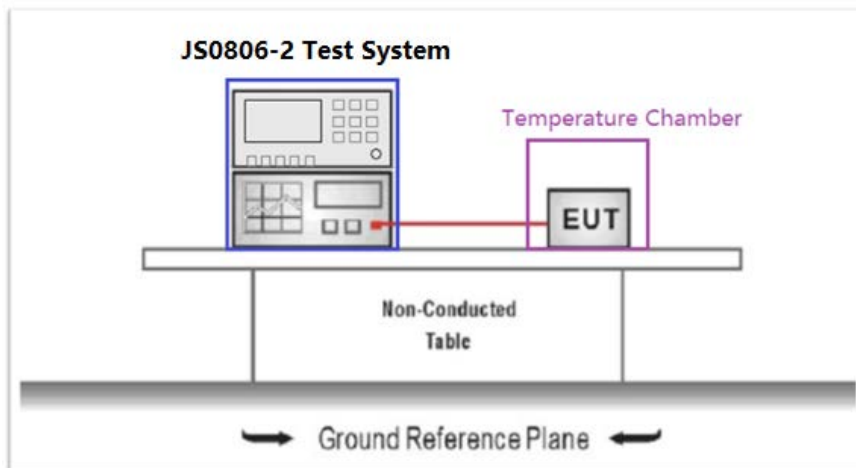 JS0806-2 Test System
Temperature Chamber
EUT
Non-Conducted
Table
Ground Reference Plane